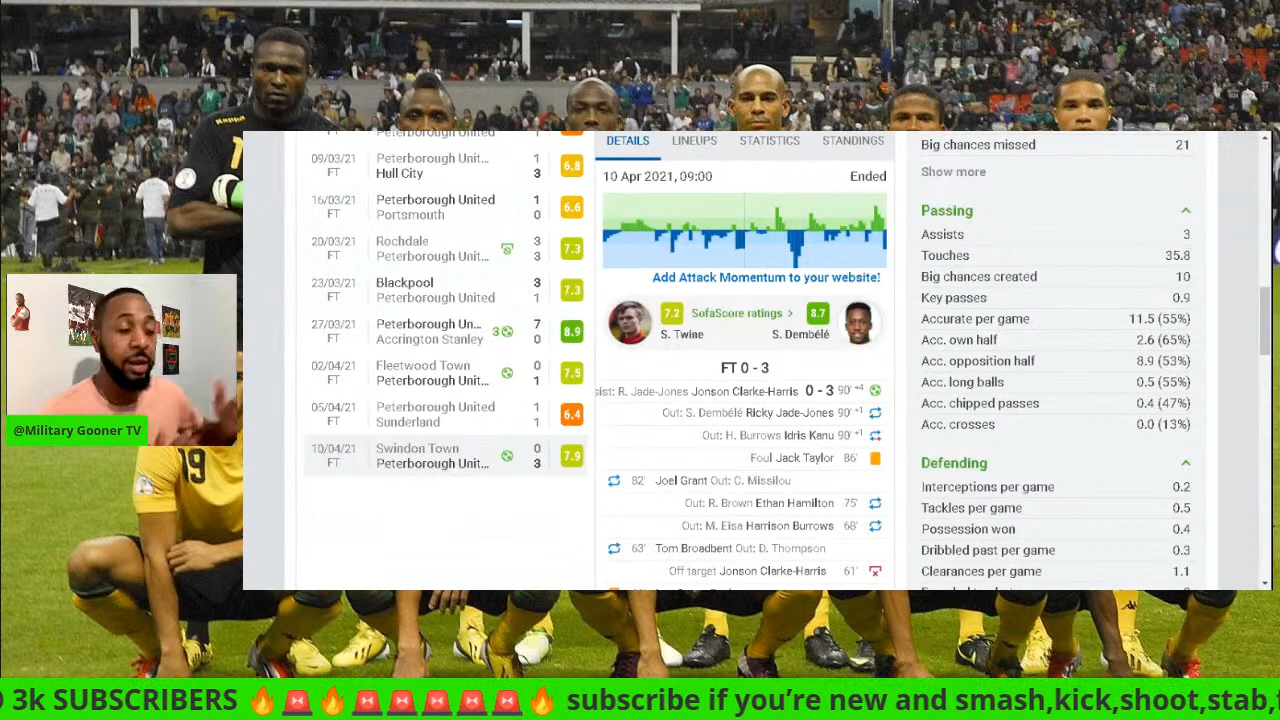 Peterborough United 1
09/03/21 FT Peterborough Unit... 1 Hull City 3 6.8
16/03/21 FT Peterborough United 1 Portsmouth 0 6.6
20/03/21 FT Rochdale 3 Peterborough Unit... 3 7.3
23/03/21 FT Blackpool 3 Peterborough United 1 7.3
27/03/21 FT Peterborough Un... 7 Accrington Stanley 0 3 8.9
02/04/21 FT Fleetwood Town 0 Peterborough Unit... 1 7.5
05/04/21 FT Peterborough United 1 Sunderland 1 6.4
10/04/21 FT Swindon Town 0 Peterborough Unit... 3 7.9
DETAILS LINEUPS STATISTICS STANDINGS
10 Apr 2021, 09:00 Ended
Add Attack Momentum to your website!
7.2 SofaScore ratings > 8.7
S. Twine S. Dembélé
FT 0 - 3
sist: R. Jade-Jones Jonson Clarke-Harris 0 - 3 90' +4
Out: S. Dembélé Ricky Jade-Jones 90' +1
Out: H. Burrows Idris Kanu 90' +1
Foul Jack Taylor 86'
82' Joel Grant Out: C. Missilou
Out: R. Brown Ethan Hamilton 75'
Out: M. Eisa Harrison Burrows 68'
63' Tom Broadbent Out: D. Thompson
Off target Jonson Clarke-Harris 61'
Big chances missed 21
Show more
Passing
Assists 3
Touches 35.8
Big chances created 10
Key passes 0.9
Accurate per game 11.5 (55%)
Acc. own half 2.6 (65%)
Acc. opposition half 8.9 (53%)
Acc. long balls 0.5 (55%)
Acc. chipped passes 0.4 (47%)
Acc. crosses 0.0 (13%)
Defending
Interceptions per game 0.2
Tackles per game 0.5
Possession won 0.4
Dribbled past per game 0.3
Clearances per game 1.1
@Military Gooner TV
Kappa
1
19
3k SUBSCRIBERS 🔥🚨🔥🚨🚨🚨🚨🚨🔥 subscribe if you're new and smash,kick,shoot,stab,